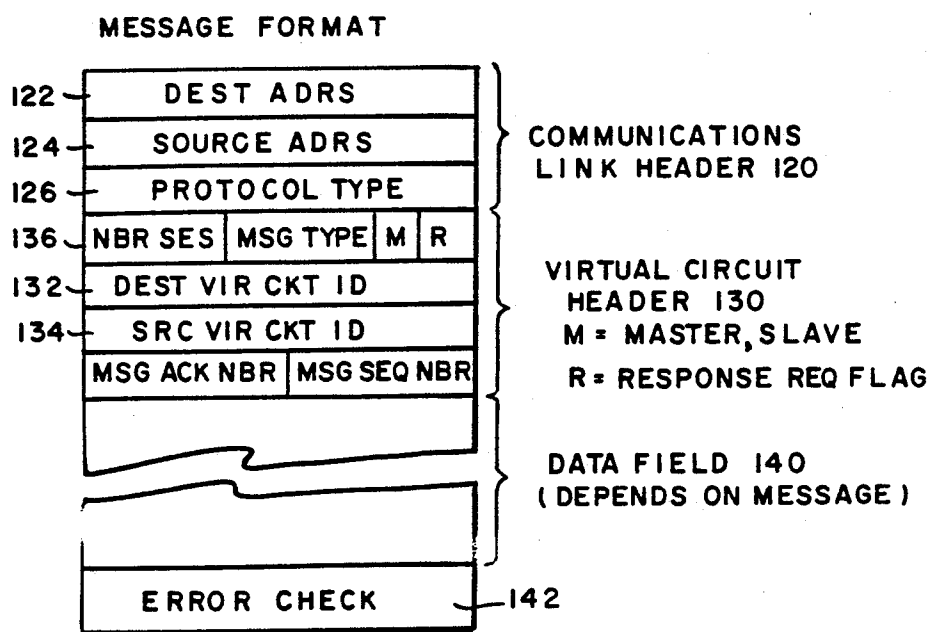 MESSAGE FORMAT
122 DEST ADRS
124 SOURCE ADRS
126 PROTOCOL TYPE
COMMUNICATIONS
LINK HEADER 120
136 NBR SES MSG TYPE M R
132 DEST VIR CKT ID
134 SRC VIR CKT ID
MSG ACK NBR MSG SEQ NBR
VIRTUAL CIRCUIT
HEADER 130
M = MASTER, SLAVE
R = RESPONSE REQ FLAG
DATA FIELD 140
(DEPENDS ON MESSAGE)
ERROR CHECK 142